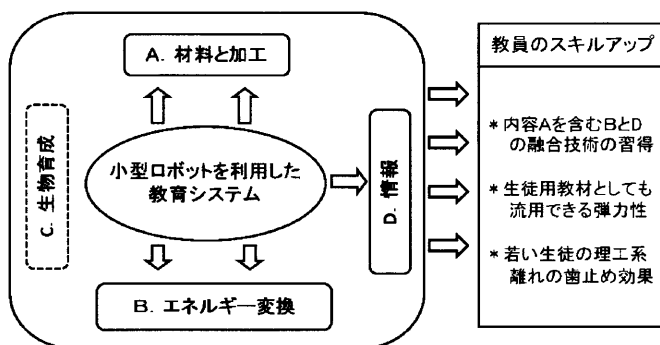 A. 材料と加工
C. 生物育成
小型ロボットを利用した
教育システム
D. 情報
B. エネルギー変換
教員のスキルアップ
* 内容Aを含むBとD
の融合技術の習得
* 生徒用教材としても
流用できる弾力性
* 若い生徒の理工系
離れの歯止め効果